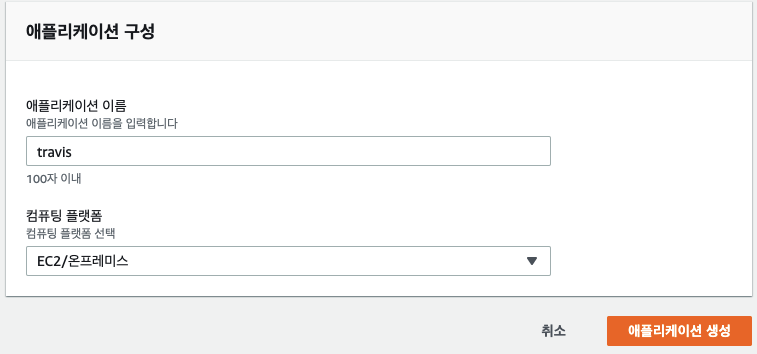 애플리케이션 구성
애플리케이션 이름
애플리케이션 이름을 입력합니다
travis
100자 이내
컴퓨팅 플랫폼
컴퓨팅 플랫폼 선택
EC2/온프레미스
취소
애플리케이션 생성